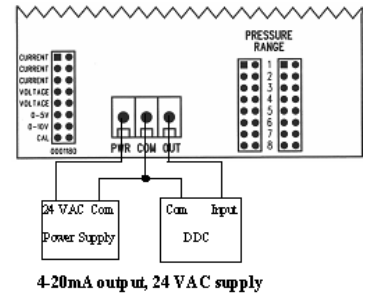 PRESSURE
RANGE
CURRENT
CURRENT
CURRENT
VOLTAGE
VOLTAGE
0-5V
0-10V
CAL
0001180
1
2
3
4
5
6
7
8
PWR COM OUT
24 VAC Com
Power Supply
Com Input
DDC
4-20mA output, 24 VAC supply